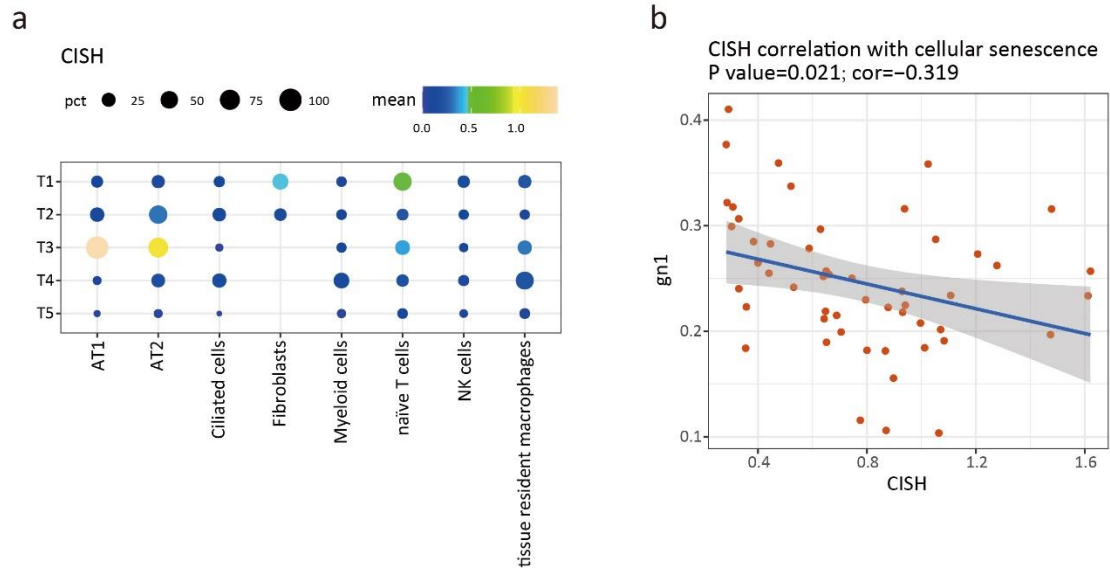 a
CISH
pct 25 50 75 100
mean
0.0 0.5 1.0
T1
T2
T3
T4
T5
AT1
AT2
Ciliated cells
Fibroblasts
Myeloid cells
naïve T cells
NK cells
tissue resident macrophages
b
CISH correlation with cellular senescence
P value=0.021; cor=−0.319
gn1
0.4
0.3
0.2
0.1
0.4 0.8 1.2 1.6
CISH